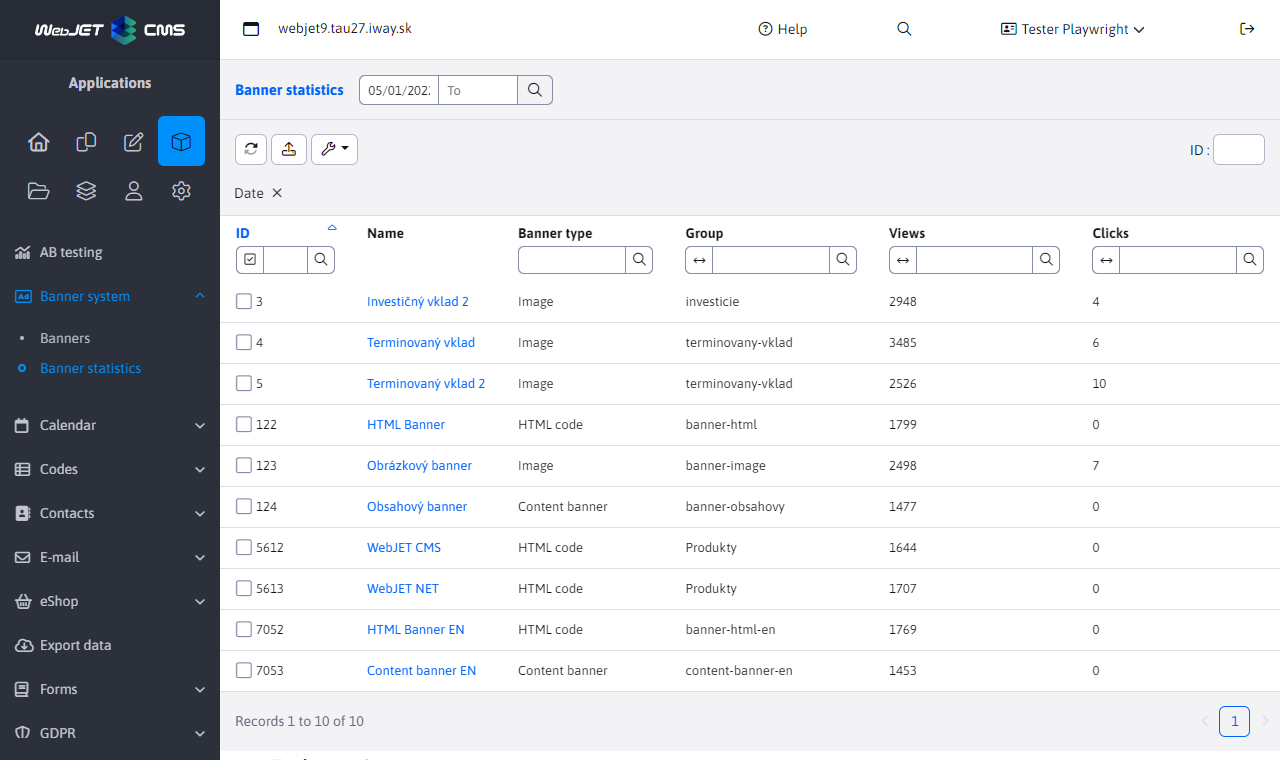 WebJET CMS
webjet9.tau27.iway.sk
Help
Tester Playwright
Applications
AB testing
Banner system
Banners
Banner statistics
Calendar
Codes
Contacts
E-mail
eShop
Export data
Forms
GDPR
Banner statistics
05/01/202
To
ID :
Date
ID Name Banner type Group Views Clicks
3 Investičný vklad 2 Image investicie 2948 4
4 Terminovaný vklad Image terminovany-vklad 3485 6
5 Terminovaný vklad 2 Image terminovany-vklad 2526 10
122 HTML Banner HTML code banner-html 1799 0
123 Obrázkový banner Image banner-image 2498 7
124 Obsahový banner Content banner banner-obsahovy 1477 0
5612 WebJET CMS HTML code Produkty 1644 0
5613 WebJET NET HTML code Produkty 1707 0
7052 HTML Banner EN HTML code banner-html-en 1769 0
7053 Content banner EN Content banner content-banner-en 1453 0
Records 1 to 10 of 10
1